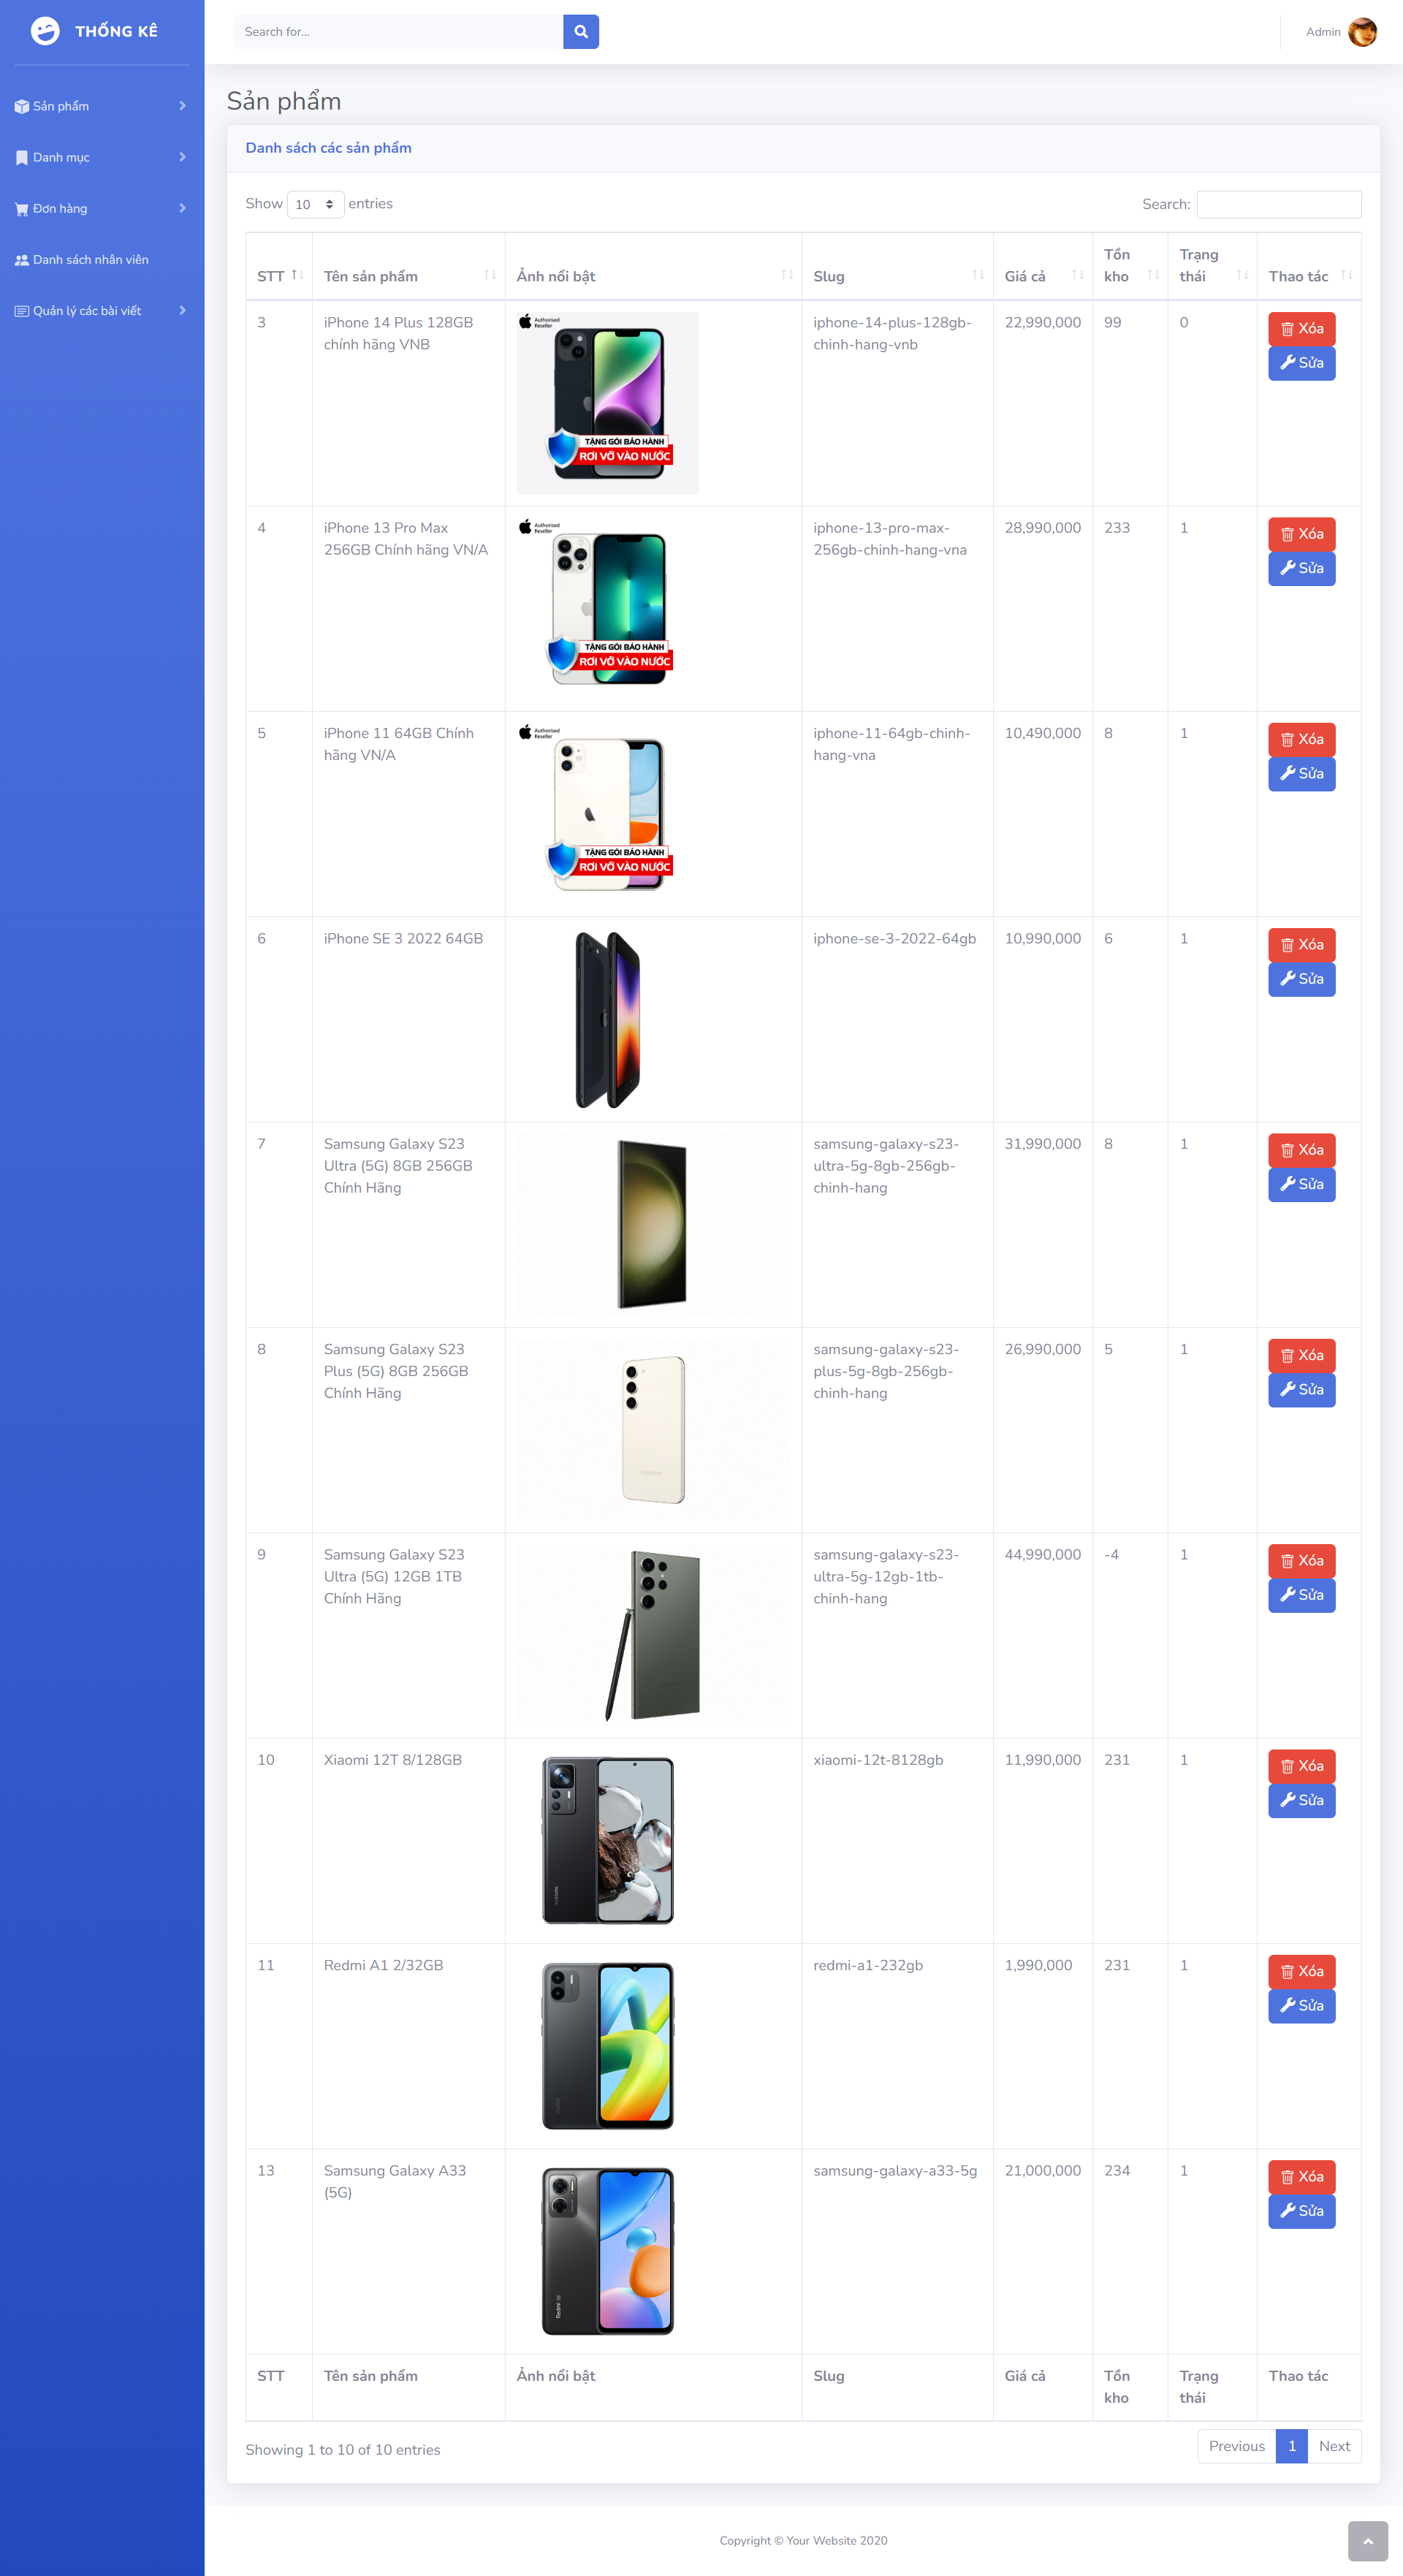 THỐNG KÊ
Sản phẩm
Danh mục
Đơn hàng
Danh sách nhân viên
Quản lý các bài viết
Search for...
Admin
Sản phẩm
Danh sách các sản phẩm
Show 10 entries
Search:
STT Tên sản phẩm Ảnh nổi bật Slug Giá cả Tồn kho Trạng thái Thao tác
3
iPhone 14 Plus 128GB
chính hãng VNB
Authorised
Reseller
TẶNG GÓI BẢO HÀNH
RƠI VỠ VÀO NƯỚC
iphone-14-plus-128gb-
chinh-hang-vnb
22,990,000
99
0
Xóa
Sửa
4
iPhone 13 Pro Max
256GB Chính hãng VN/A
Authorised
Reseller
TẶNG GÓI BẢO HÀNH
RƠI VỠ VÀO NƯỚC
iphone-13-pro-max-
256gb-chinh-hang-vna
28,990,000
233
1
Xóa
Sửa
5
iPhone 11 64GB Chính
hãng VN/A
Authorised
Reseller
TẶNG GÓI BẢO HÀNH
RƠI VỠ VÀO NƯỚC
iphone-11-64gb-chinh-
hang-vna
10,490,000
8
1
Xóa
Sửa
6
iPhone SE 3 2022 64GB
iphone-se-3-2022-64gb
10,990,000
6
1
Xóa
Sửa
7
Samsung Galaxy S23
Ultra (5G) 8GB 256GB
Chính Hãng
samsung-galaxy-s23-
ultra-5g-8gb-256gb-
chinh-hang
31,990,000
8
1
Xóa
Sửa
8
Samsung Galaxy S23
Plus (5G) 8GB 256GB
Chính Hãng
samsung-galaxy-s23-
plus-5g-8gb-256gb-
chinh-hang
26,990,000
5
1
Xóa
Sửa
9
Samsung Galaxy S23
Ultra (5G) 12GB 1TB
Chính Hãng
samsung-galaxy-s23-
ultra-5g-12gb-1tb-
chinh-hang
44,990,000
-4
1
Xóa
Sửa
10
Xiaomi 12T 8/128GB
xiaomi-12t-8128gb
11,990,000
231
1
Xóa
Sửa
11
Redmi A1 2/32GB
redmi-a1-232gb
1,990,000
231
1
Xóa
Sửa
13
Samsung Galaxy A33
(5G)
Redmi
samsung-galaxy-a33-5g
21,000,000
234
1
Xóa
Sửa
STT Tên sản phẩm Ảnh nổi bật Slug Giá cả Tồn kho Trạng thái Thao tác
Showing 1 to 10 of 10 entries
Previous 1 Next
Copyright © Your Website 2020